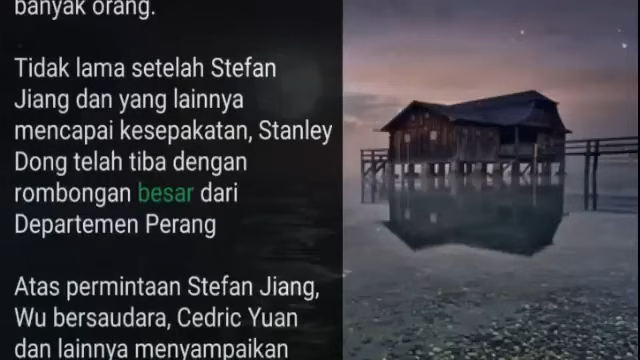 banyak orang.
Tidak lama setelah Stefan
Jiang dan yang lainnya
mencapai kesepakatan, Stanley
Dong telah tiba dengan
rombongan besar dari
Departemen Perang
Atas permintaan Stefan Jiang,
Wu bersaudara, Cedric Yuan
dan lainnya menyampaikan